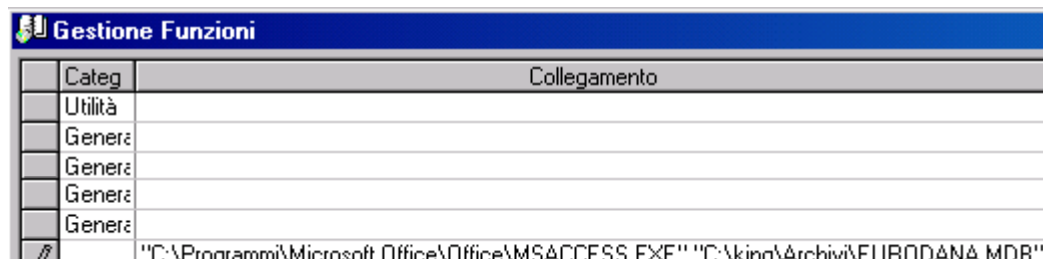 Gestione Funzioni
Categ Collegamento
Utilità
Genera
Genera
Genera
Genera
"C:\Programmi\Microsoft Office\Office\MSACCESS.EXE" "C:\king\Archivi\EURODANA.MDB"